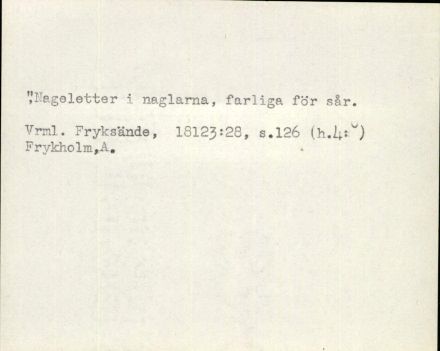 "Nageletter i naglarna, farliga för sår.
Vrml. Fryksände, 18123:28, s.126 (h.4:)
Frykholm,A.